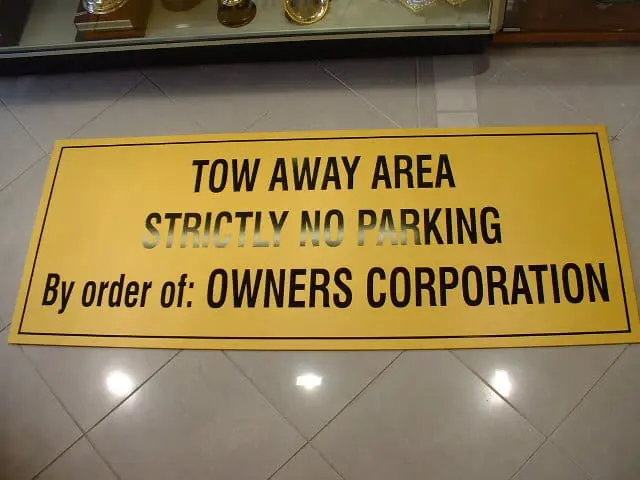 TOW AWAY AREA
STRICTLY NO PARKING
By order of: OWNERS CORPORATION